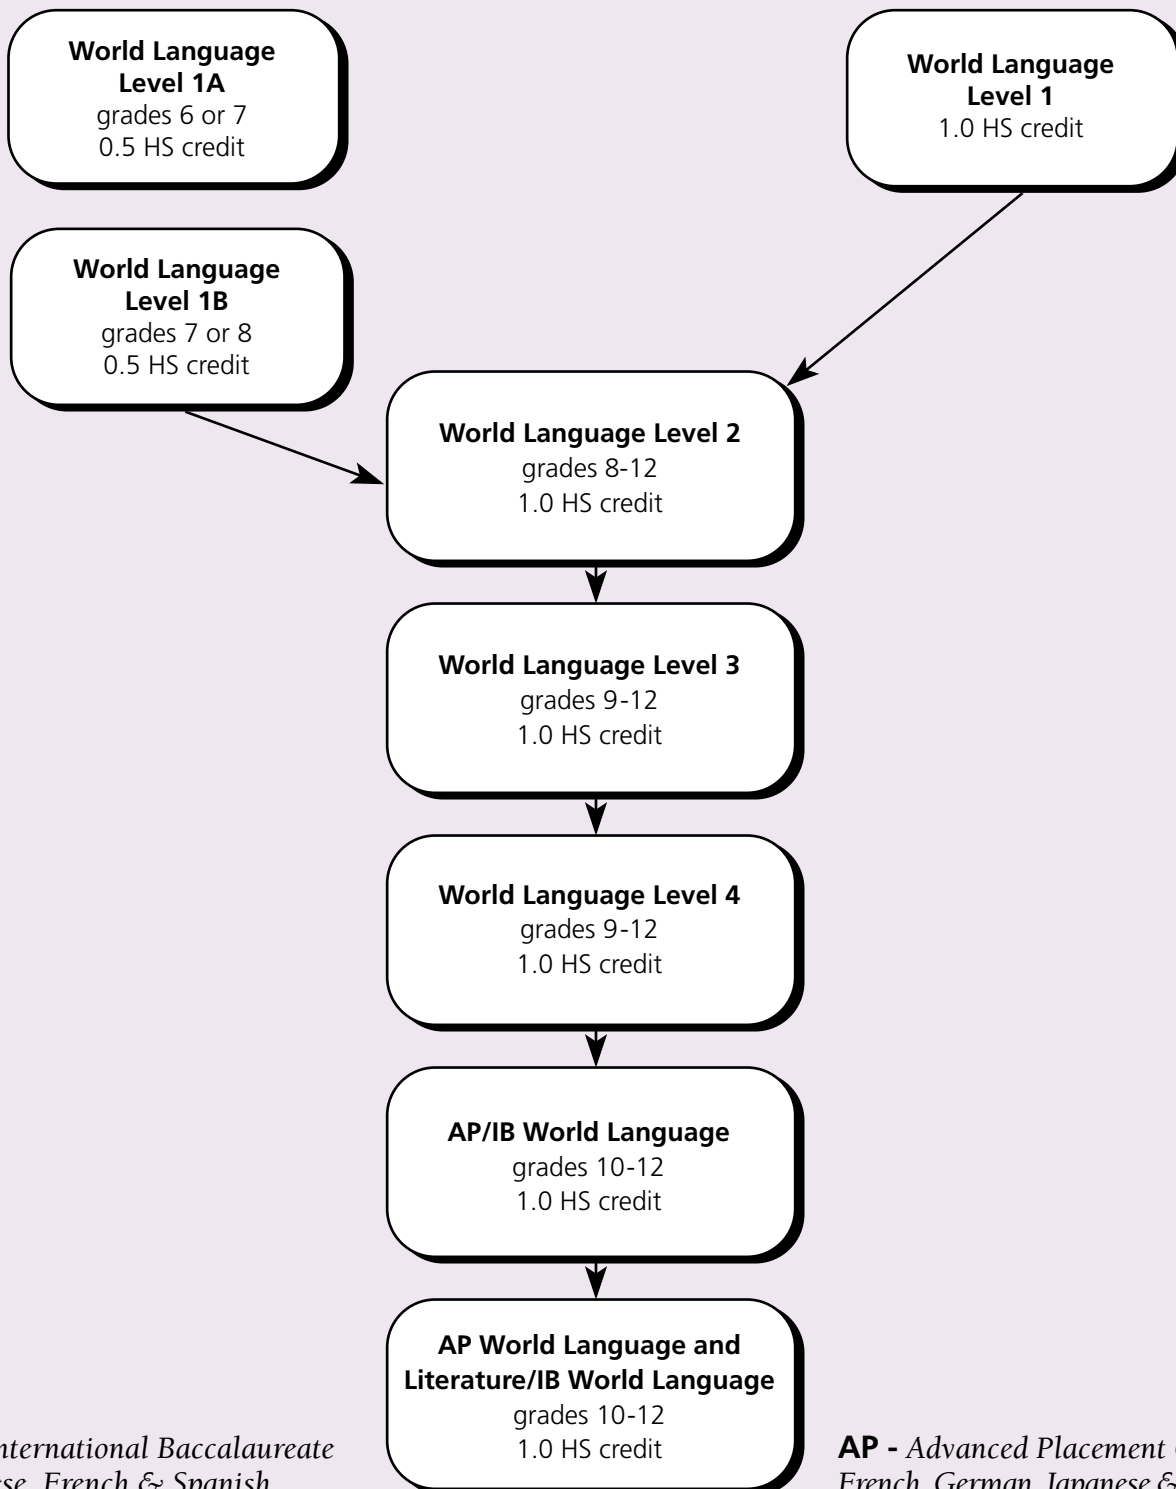 World Language
Level 1A
grades 6 or 7
0.5 HS credit
World Language
Level 1
1.0 HS credit
World Language
Level 1B
grades 7 or 8
0.5 HS credit
World Language Level 2
grades 8-12
1.0 HS credit
World Language Level 3
grades 9-12
1.0 HS credit
World Language Level 4
grades 9-12
1.0 HS credit
AP/IB World Language
grades 10-12
1.0 HS credit
AP World Language and
Literature/IB World Language
grades 10-12
1.0 HS credit
Baccalaureate
French & Spanish
AP - Advanced Placement
French, German, Japanese &